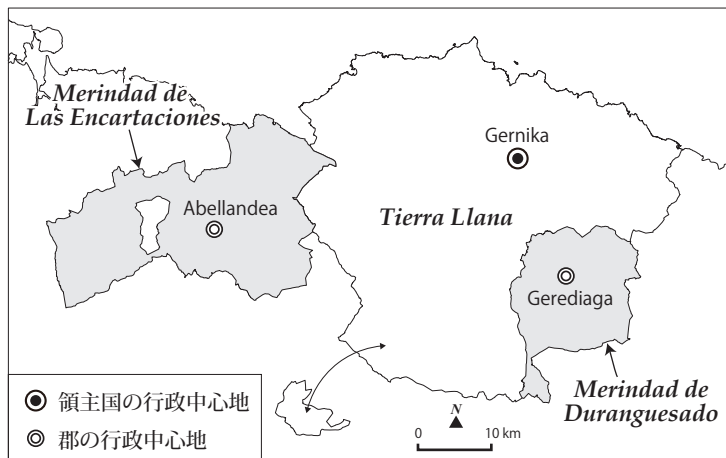 Merindad de
Las Encartaciones
Gernika
Abellandea
Tierra Llana
Gerediaga
領主国の行政中心地
郡の行政中心地
N
0 10 km
Merindad de
Duranguesado